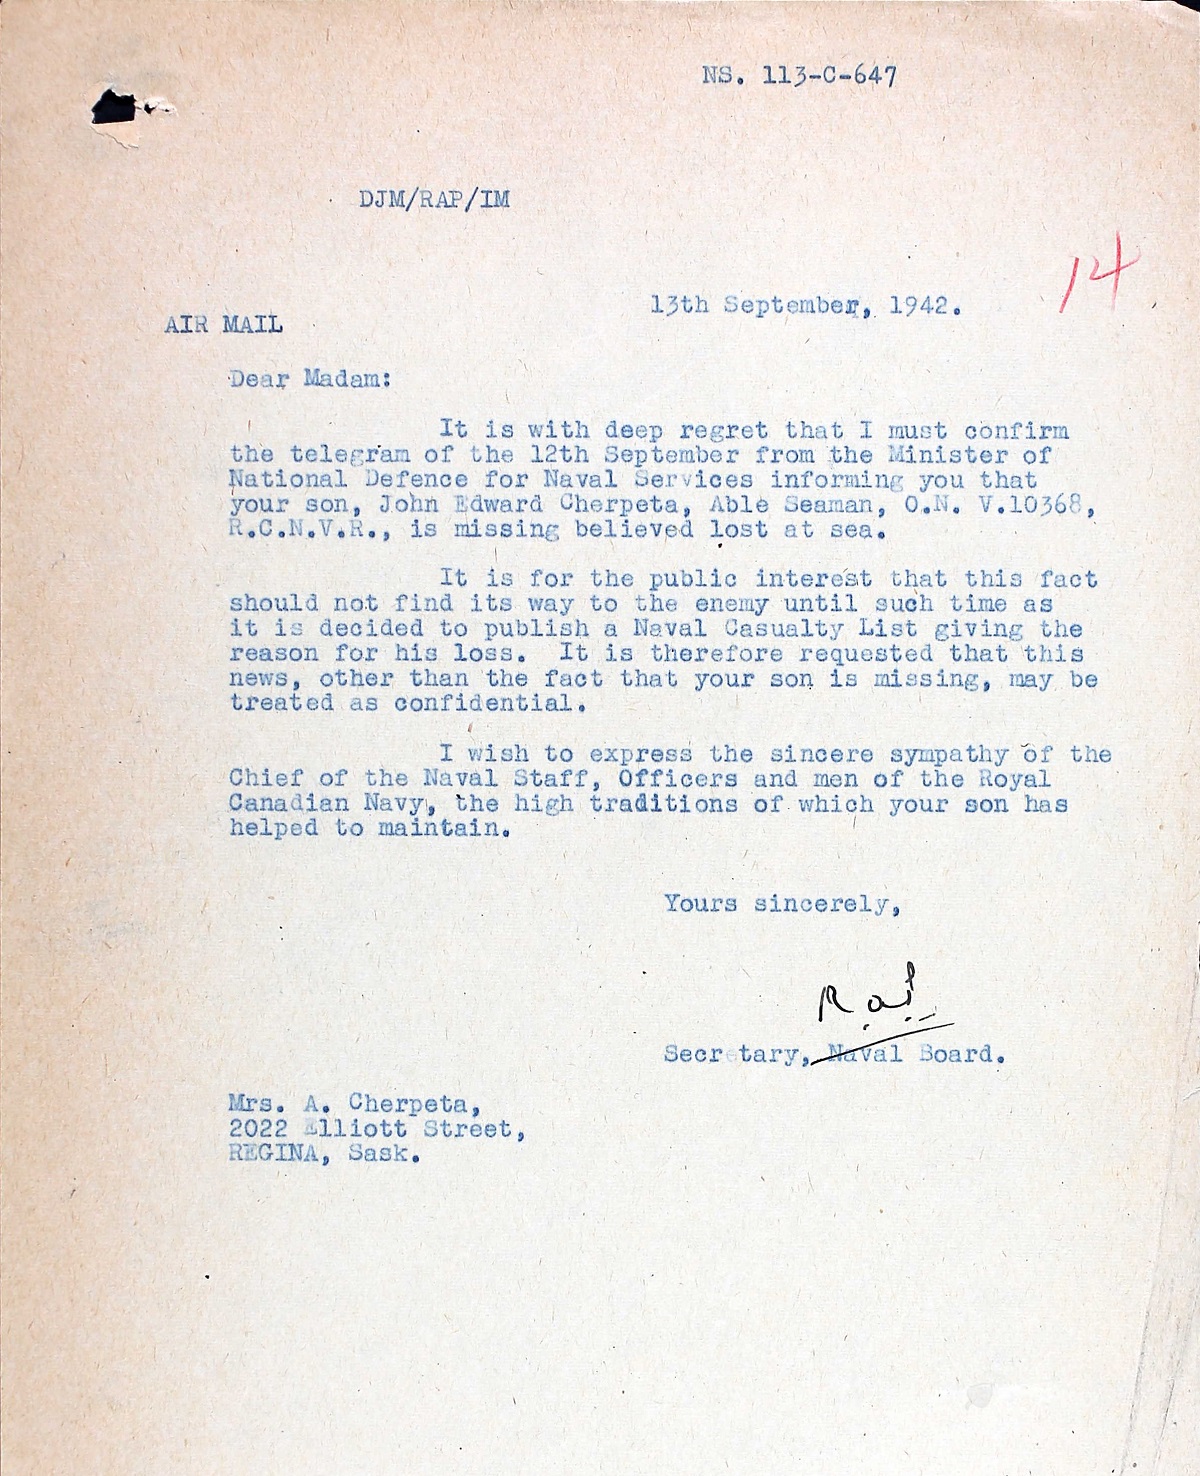 NS. 113-C-647
DJM/RAP/IM
14
13th September, 1942.
AIR MAIL
Dear Madam:
It is with deep regret that I must confirm
the telegram of the 12th September from the Minister of
National Defence for Naval Services informing you that
your son, John Edward Cherpeta, Able Seaman, O.N. V.10368,
R.C.N.V.R., is missing believed lost at sea.
It is for the public interest that this fact
should not find its way to the enemy until such time as
it is decided to publish a Naval Casualty List giving the
reason for his loss. It is therefore requested that this
news, other than the fact that your son is missing, may be
treated as confidential.
I wish to express the sincere sympathy of the
Chief of the Naval Staff, Officers and men of the Royal
Canadian Navy, the high traditions of which your son has
helped to maintain.
Yours sincerely,
Secretary, Naval Board.
Mrs. A. Cherpeta,
2022 Elliott Street,
REGINA, Sask.